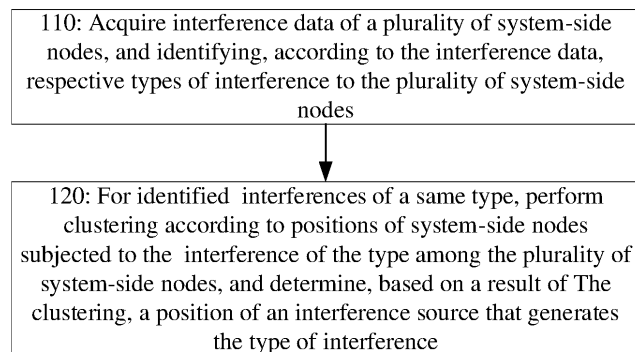 110: Acquire interference data of a plurality of system-side
nodes, and identifying, according to the interference data,
respective types of interference to the plurality of system-side
nodes
120: For identified interferences of a same type, perform
clustering according to positions of system-side nodes
subjected to the interference of the type among the plurality of
system-side nodes, and determine, based on a result of The
clustering, a position of an interference source that generates
the type of interference